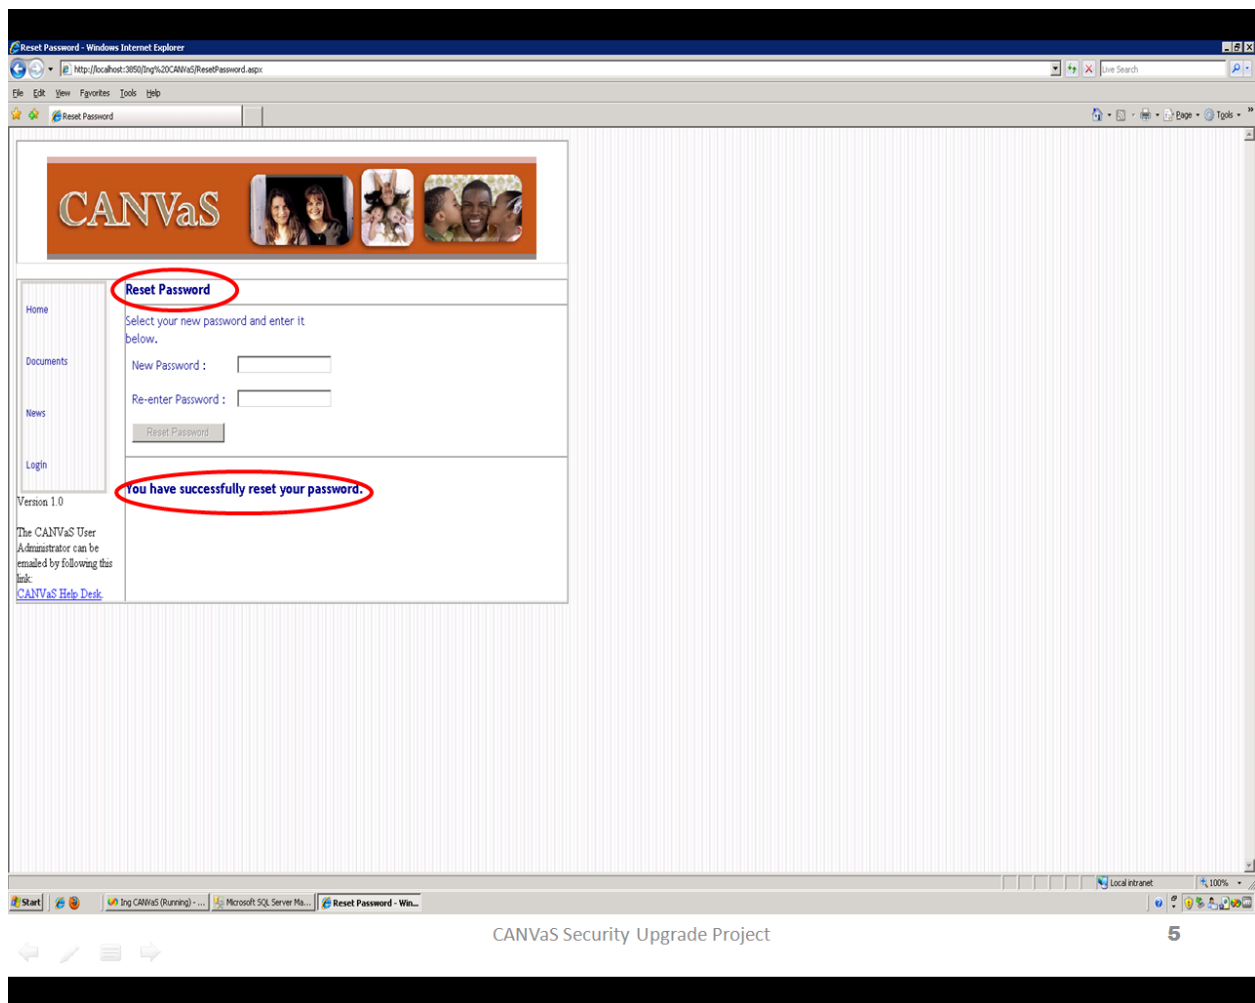 Reset Password - Windows Internet Explorer
http://localhost:3850/Ing%20CANVaS/ResetPassword.aspx
Live Search
File Edit View Favorites Tools Help
Reset Password
Page Tools
CANVaS
Reset Password
Home
Select your new password and enter it
below.
Documents
New Password :
Re-enter Password :
News
Reset Password
Login
You have successfully reset your password.
Version 1.0
The CANVaS User
Administrator can be
emailed by following this
link:
CANVaS Help Desk.
Local intranet 100%
Start Ing CANVaS (Running) - ... Microsoft SQL Server Ma... Reset Password - Win...
CANVaS Security Upgrade Project 5